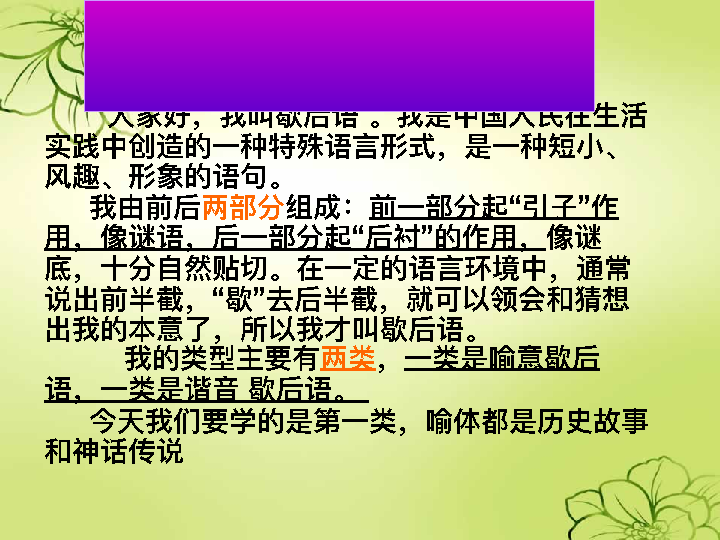 大家好，我叫歇后语 。我是中国人民在生活
实践中创造的一种特殊语言形式，是一种短小、
风趣、形象的语句。
我由前后两部分组成：前一部分起“引子”作
用，像谜语，后一部分起“后衬”的作用，像谜
底，十分自然贴切。在一定的语言环境中，通常
说出前半截，“歇”去后半截，就可以领会和猜想
出我的本意了，所以我才叫歇后语。
我的类型主要有两类，一类是喻意歇后
语，一类是谐音 歇后语。
今天我们要学的是第一类，喻体都是历史故事
和神话传说